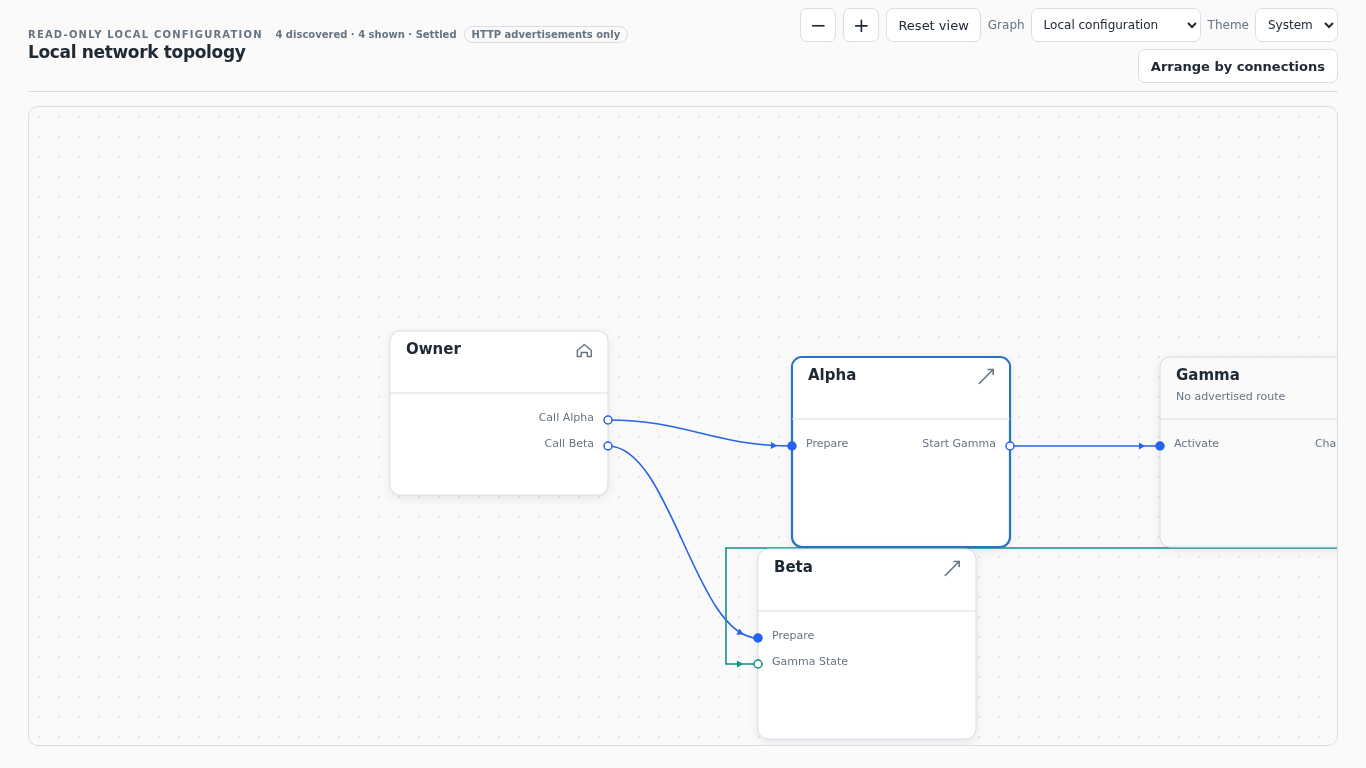 READ-ONLY LOCAL CONFIGURATION 4 discovered · 4 shown · Settled HTTP advertisements only
Local network topology
− + Reset view Graph Local configuration Theme System
Arrange by connections
Owner
Call Alpha
Call Beta
Alpha
Prepare Start Gamma
Gamma
No advertised route
Activate Cha
Beta
Prepare
Gamma State